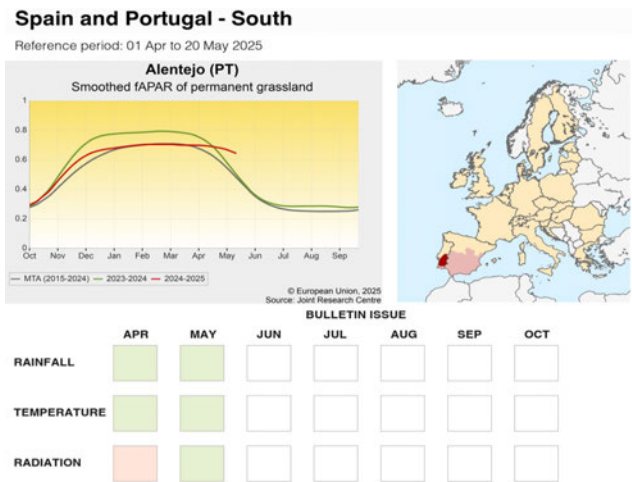 Spain and Portugal - South
Reference period: 01 Apr to 20 May 2025
Alentejo (PT)
Smoothed fAPAR of permanent grassland
1
0.8
0.6
0.4
0.2
0
Oct Nov Dec Jan Feb Mar Apr May Jun Jul Aug Sep
MTA (2015-2024) 2023-2024 2024-2025
© European Union, 2025
Source: Joint Research Centre
BULLETIN ISSUE
APR MAY JUN JUL AUG SEP OCT
RAINFALL
TEMPERATURE
RADIATION